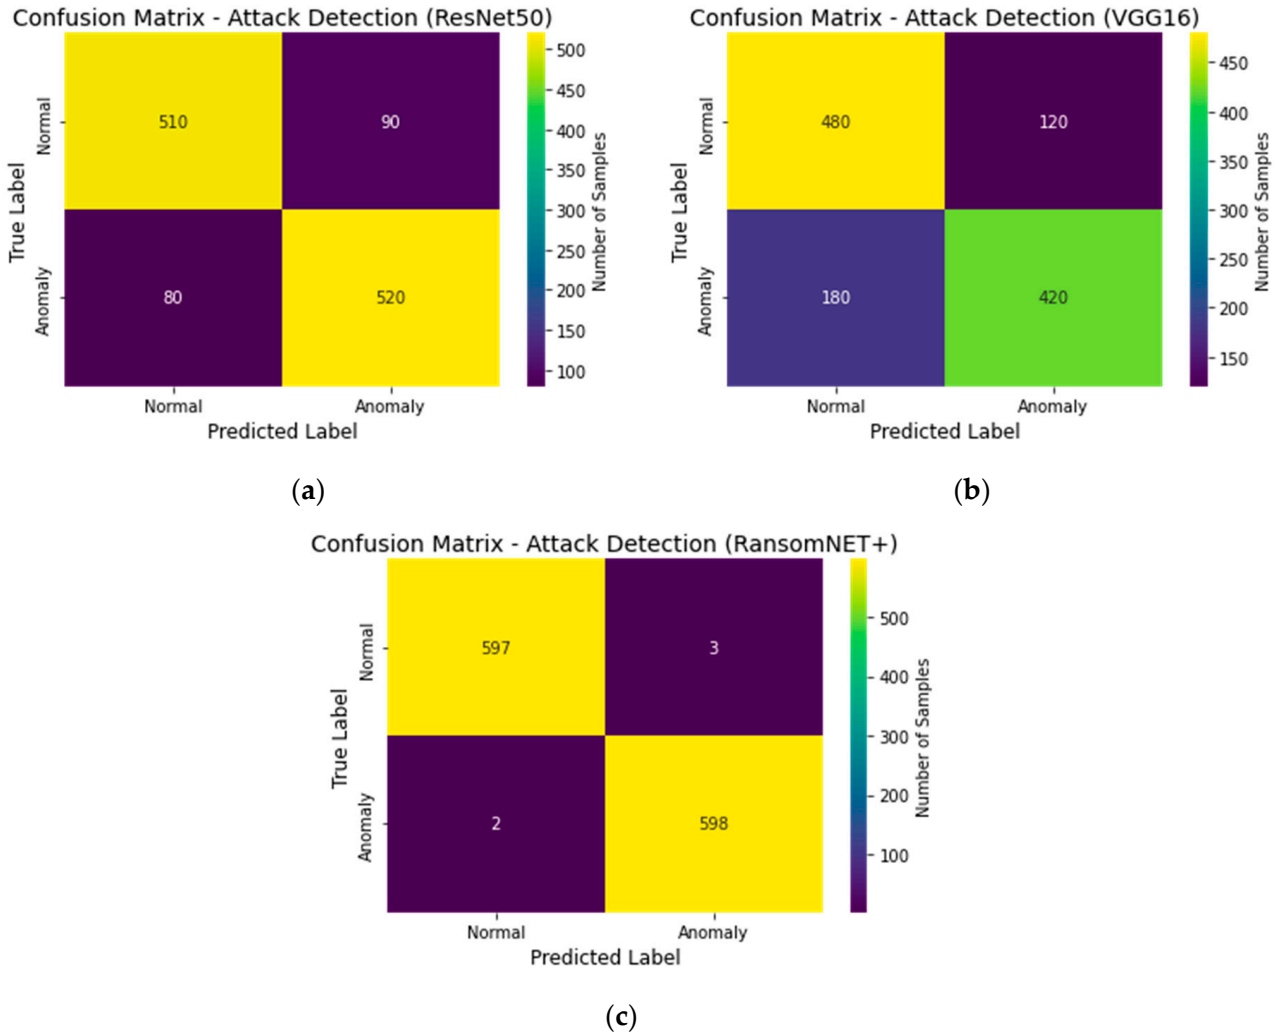 Confusion Matrix - Attack Detection (ResNet50)
True Label
Normal
Anomaly
510
90
80
520
Normal
Anomaly
Predicted Label
500
450
400
350
300
250
200
150
100
Number of Samples
(a)
Confusion Matrix - Attack Detection (VGG16)
True Label
Normal
Anomaly
480
120
180
420
Normal
Anomaly
Predicted Label
450
400
350
300
250
200
150
Number of Samples
(b)
Confusion Matrix - Attack Detection (RansomNET+)
True Label
Normal
Anomaly
597
3
2
598
Normal
Anomaly
Predicted Label
500
400
300
200
100
Number of Samples
(c)